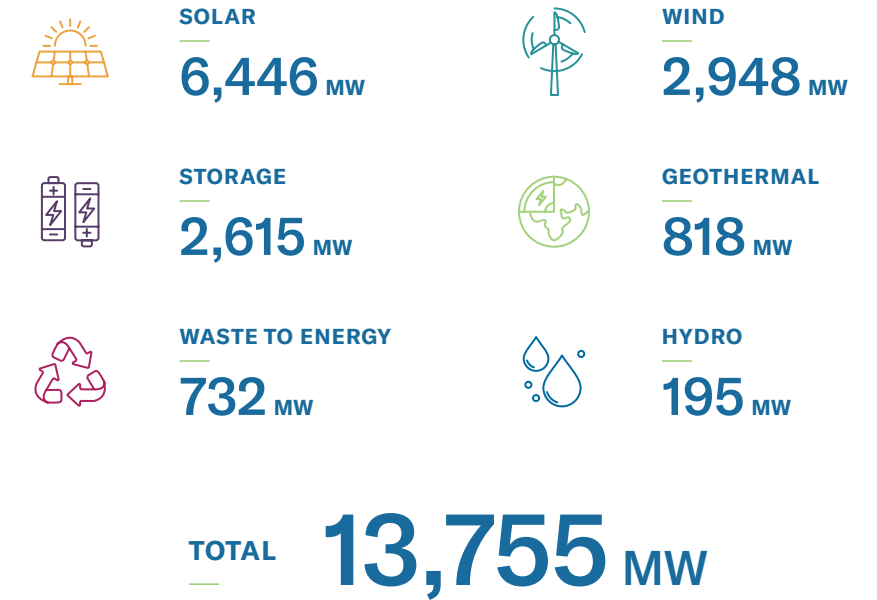 SOLAR
6,446 MW
WIND
2,948 MW
STORAGE
2,615 MW
GEOTHERMAL
818 MW
WASTE TO ENERGY
732 MW
HYDRO
195 MW
TOTAL 13,755 MW